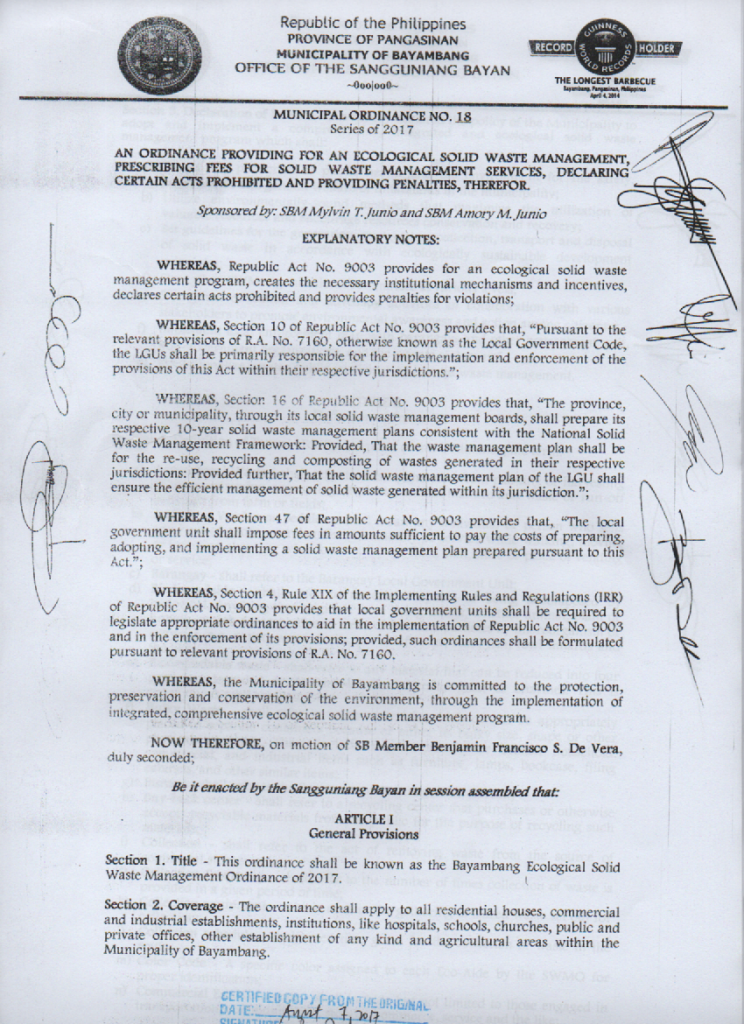 Republic of the Philippines
PROVINCE OF PANGASINAN
MUNICIPALITY OF BAYAMBANG
OFFICE OF THE SANGGUNIANG BAYAN
~0oo|oo0~
RECORD HOLDER
GUINNESS WORLD RECORDS
THE LONGEST BARBECUE
Bayambang, Pangasinan, Philippines
April 4, 2014
MUNICIPAL ORDINANCE NO. 18
Series of 2017
AN ORDINANCE PROVIDING FOR AN ECOLOGICAL SOLID WASTE MANAGEMENT,
PRESCRIBING FEES FOR SOLID WASTE MANAGEMENT SERVICES, DECLARING
CERTAIN ACTS PROHIBITED AND PROVIDING PENALTIES, THEREFOR.
Sponsored by: SBM Mylvin T. Junio and SBM Amory M. Junio
EXPLANATORY NOTES:
WHEREAS, Republic Act No. 9003 provides for an ecological solid waste
management program, creates the necessary institutional mechanisms and incentives,
declares certain acts prohibited and provides penalties for violations;
WHEREAS, Section 10 of Republic Act No. 9003 provides that, “Pursuant to the
relevant provisions of R.A. No. 7160, otherwise known as the Local Government Code,
the LGUs shall be primarily responsible for the implementation and enforcement of the
provisions of this Act within their respective jurisdictions.”;
WHEREAS, Section 16 of Republic Act No. 9003 provides that, “The province,
city or municipality, through its local solid waste management boards, shall prepare its
respective 10-year solid waste management plans consistent with the National Solid
Waste Management Framework: Provided, That the waste management plan shall be
for the re-use, recycling and composting of wastes generated in their respective
jurisdictions: Provided further, That the solid waste management plan of the LGU shall
ensure the efficient management of solid waste generated within its jurisdiction.”;
WHEREAS, Section 47 of Republic Act No. 9003 provides that, “The local
government unit shall impose fees in amounts sufficient to pay the costs of preparing,
adopting, and implementing a solid waste management plan prepared pursuant to this
Act.”;
WHEREAS, Section 4, Rule XIX of the Implementing Rules and Regulations (IRR)
of Republic Act No. 9003 provides that local government units shall be required to
legislate appropriate ordinances to aid in the implementation of Republic Act No. 9003
and in the enforcement of its provisions; provided, such ordinances shall be formulated
pursuant to relevant provisions of R.A. No. 7160.
WHEREAS, the Municipality of Bayambang is committed to the protection,
preservation and conservation of the environment, through the implementation of
integrated, comprehensive ecological solid waste management program.
NOW THEREFORE, on motion of SB Member Benjamin Francisco S. De Vera,
duly seconded;
Be it enacted by the Sangguniang Bayan in session assembled that:
ARTICLE I
General Provisions
Section 1. Title - This ordinance shall be known as the Bayambang Ecological Solid
Waste Management Ordinance of 2017.
Section 2. Coverage - The ordinance shall apply to all residential houses, commercial
and industrial establishments, institutions, like hospitals, schools, churches, public and
private offices, other establishment of any kind and agricultural areas within the
Municipality of Bayambang.
CERTIFIED COPY FROM THE ORIGINAL
DATE: August 7, 2017
SIGNATURE